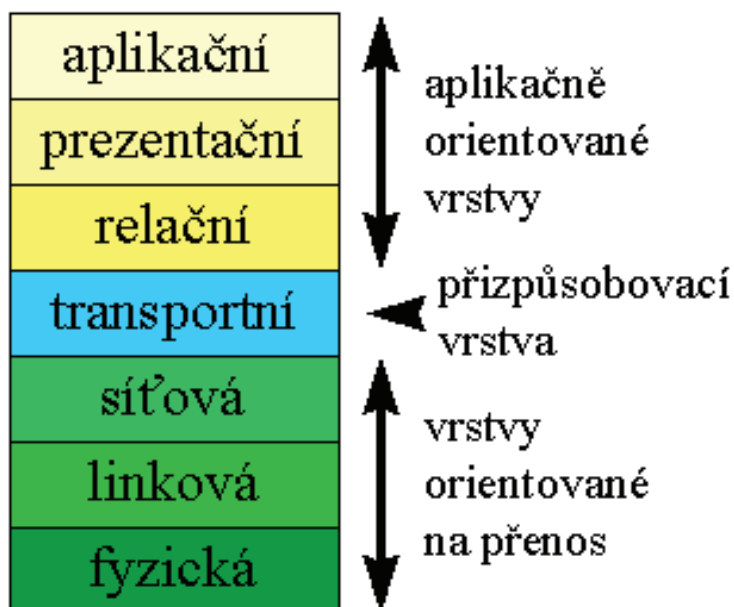 aplikační
prezentační
relační
transportní
síťová
linková
fyzická
aplikačně
orientované
vrstvy
přizpůsobovací
vrstva
vrstvy
orientované
na přenos